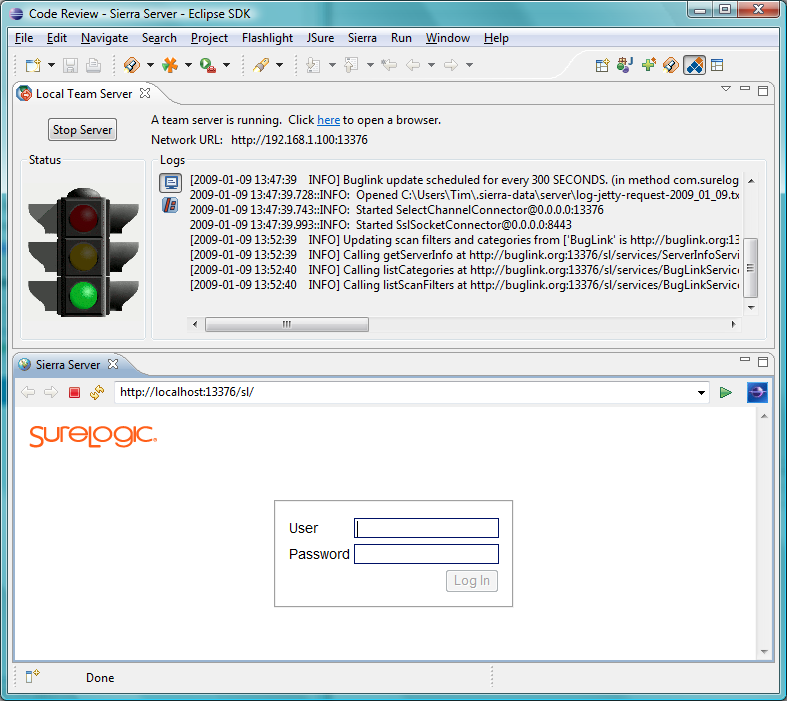 Code Review - Sierra Server - Eclipse SDK
File Edit Navigate Search Project Flashlight JSure Sierra Run Window Help
Local Team Server
Stop Server
A team server is running. Click here to open a browser.
Network URL: http://192.168.1.100:13376
Status
Logs
[2009-01-09 13:47:39 INFO] Buglink update scheduled for every 300 SECONDS. (in method com.surelog
2009-01-09 13:47:39.728::INFO: Opened C:\Users\Tim\.sierra-data\server\log-jetty-request-2009_01_09.tx
2009-01-09 13:47:39.743::INFO: Started SelectChannelConnector@0.0.0.0:13376
2009-01-09 13:47:39.993::INFO: Started SslSocketConnector@0.0.0.0:8443
[2009-01-09 13:52:39 INFO] Updating scan filters and categories from ['BugLink' is http://buglink.org:13
[2009-01-09 13:52:39 INFO] Calling getServerInfo at http://buglink.org:13376/sl/services/ServerInfoServi
[2009-01-09 13:52:40 INFO] Calling listCategories at http://buglink.org:13376/sl/services/BugLinkService
[2009-01-09 13:52:40 INFO] Calling listScanFilters at http://buglink.org:13376/sl/services/BugLinkService
Sierra Server
http://localhost:13376/sl/
SureLogic®
User
Password
Log In
Done